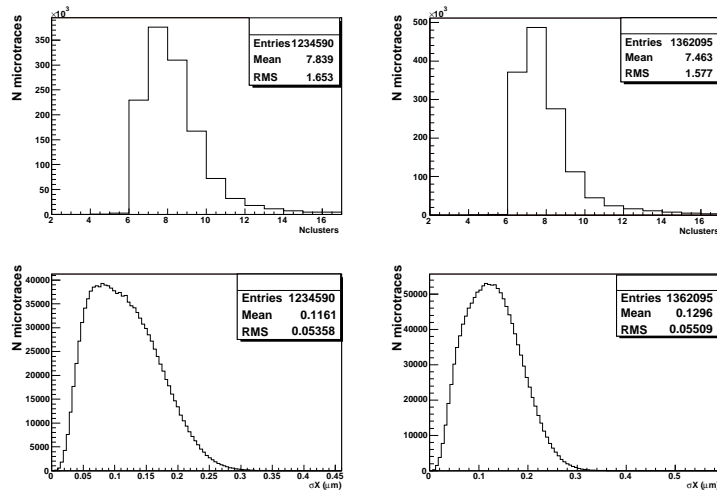 ×10³
N microtraces
Entries 1234590
Mean 7.839
RMS 1.653
350
300
250
200
150
100
50
0
2 4 6 8 10 12 14 16
Nclusters
×10³
N microtraces
Entries 1362095
Mean 7.463
RMS 1.577
500
400
300
200
100
0
2 4 6 8 10 12 14 16
Nclusters
N microtraces
Entries 1234590
Mean 0.1161
RMS 0.05358
40000
35000
30000
25000
20000
15000
10000
5000
0
0 0.05 0.1 0.15 0.2 0.25 0.3 0.35 0.4 0.45
σX (μm)
N microtraces
Entries 1362095
Mean 0.1296
RMS 0.05509
50000
40000
30000
20000
10000
0
0 0.1 0.2 0.3 0.4 0.5
σX (μm)